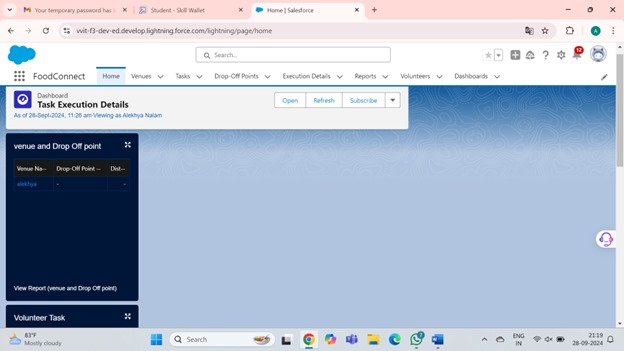 Your temporary password has
Student - Skill Wallet
Home | Salesforce
vvit-f3-dev-ed.develop.lightning.force.com/lightning/page/home
A
Search...
12
FoodConnect
Home
Venues
Tasks
Drop-Off Points
Execution Details
Reports
Volunteers
Dashboards
Dashboard
Task Execution Details
As of 28-Sept-2024, 11:26 am·Viewing as Alekhya Nalam
Open
Refresh
Subscribe
venue and Drop Off point
Venue Na--
Drop-Off Point --
Dist--
alekhya
-
-
View Report (venue and Drop Off point)
Volunteer Task
83°F
Mostly cloudy
Search
7
ENG
IN
21:19
28-09-2024